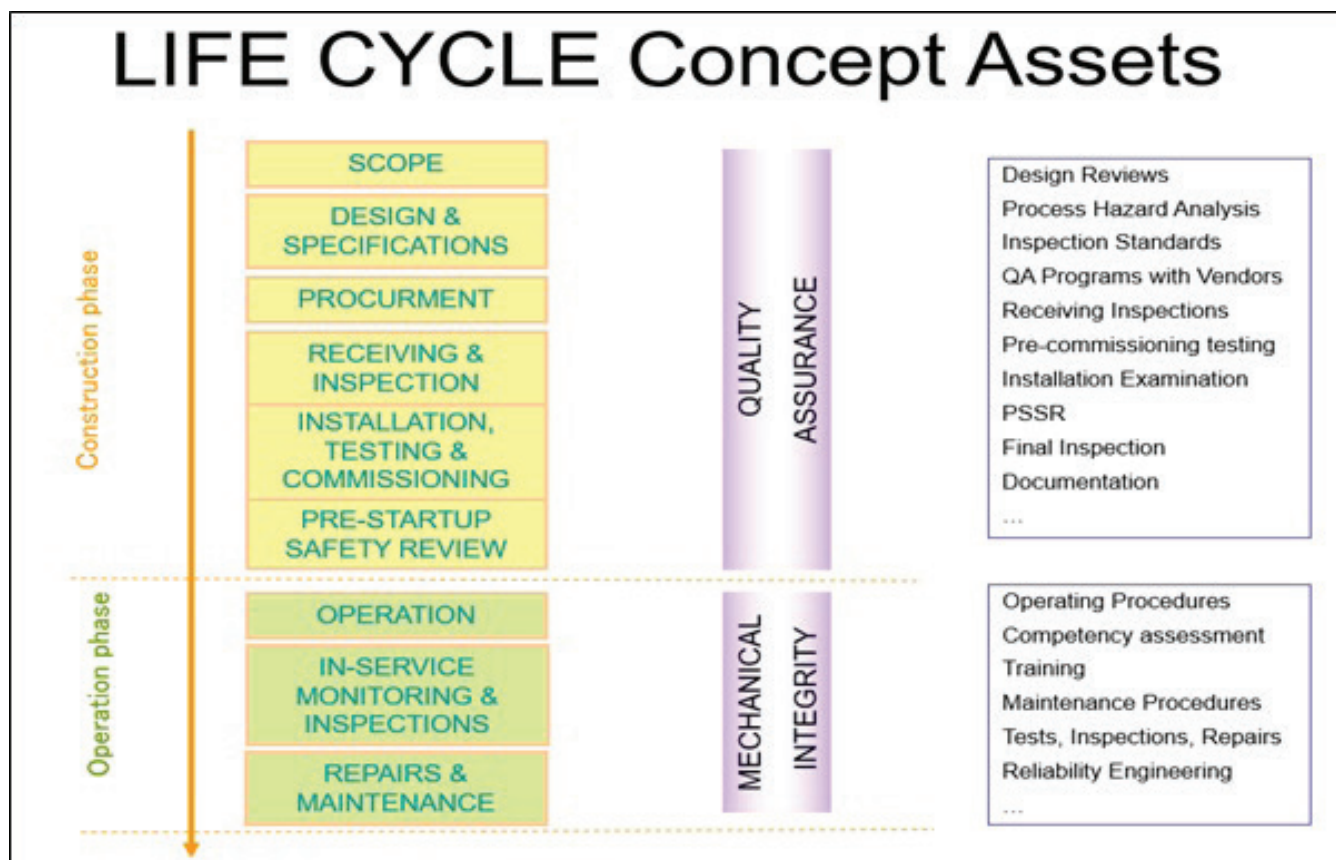 LIFE CYCLE Concept Assets
Construction phase
SCOPE
DESIGN &
SPECIFICATIONS
PROCURMENT
RECEIVING &
INSPECTION
INSTALLATION,
TESTING &
COMMISSIONING
PRE-STARTUP
SAFETY REVIEW
QUALITY
ASSURANCE
Design Reviews
Process Hazard Analysis
Inspection Standards
QA Programs with Vendors
Receiving Inspections
Pre-commissioning testing
Installation Examination
PSSR
Final Inspection
Documentation
...
Operation phase
OPERATION
IN-SERVICE
MONITORING &
INSPECTIONS
REPAIRS &
MAINTENANCE
MECHANICAL
INTEGRITY
Operating Procedures
Competency assessment
Training
Maintenance Procedures
Tests, Inspections, Repairs
Reliability Engineering
...